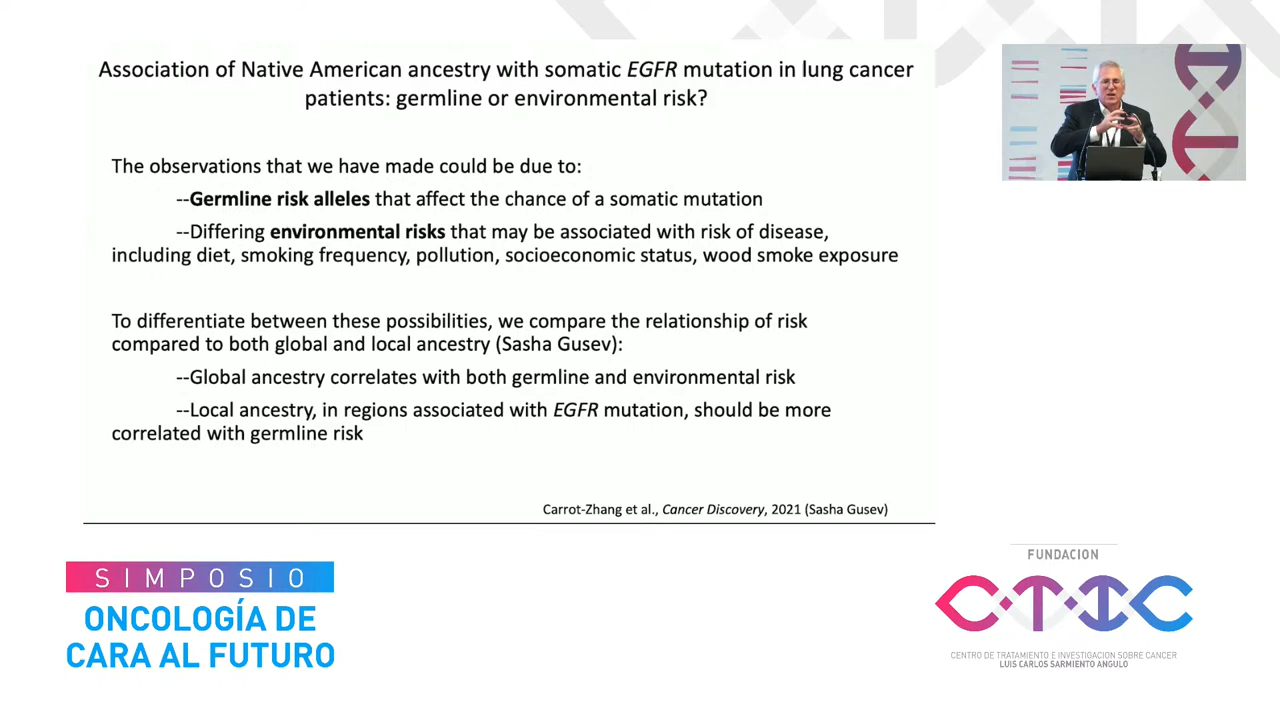 Association of Native American ancestry with somatic EGFR mutation in lung cancer
patients: germline or environmental risk?
The observations that we have made could be due to:
--Germline risk alleles that affect the chance of a somatic mutation
--Differing environmental risks that may be associated with risk of disease,
including diet, smoking frequency, pollution, socioeconomic status, wood smoke exposure
To differentiate between these possibilities, we compare the relationship of risk
compared to both global and local ancestry (Sasha Gusev):
--Global ancestry correlates with both germline and environmental risk
--Local ancestry, in regions associated with EGFR mutation, should be more
correlated with germline risk
Carrot-Zhang et al., Cancer Discovery, 2021 (Sasha Gusev)
SIMPOSIO
ONCOLOGÍA DE
CARA AL FUTURO
FUNDACION
CTIC
CENTRO DE TRATAMIENTO E INVESTIGACION SOBRE CANCER
LUIS CARLOS SARMIENTO ANGULO